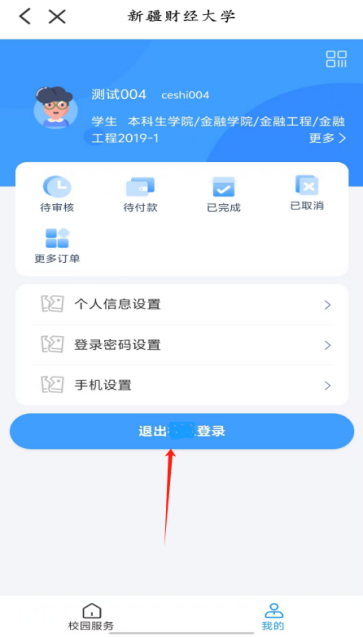 新疆财经大学
测试004 ceshi004
学生 本科生学院/金融学院/金融工程/金融
工程2019-1 更多
待审核 待付款 已完成 已取消
更多订单
个人信息设置
登录密码设置
手机设置
退出 登录
校园服务 我的